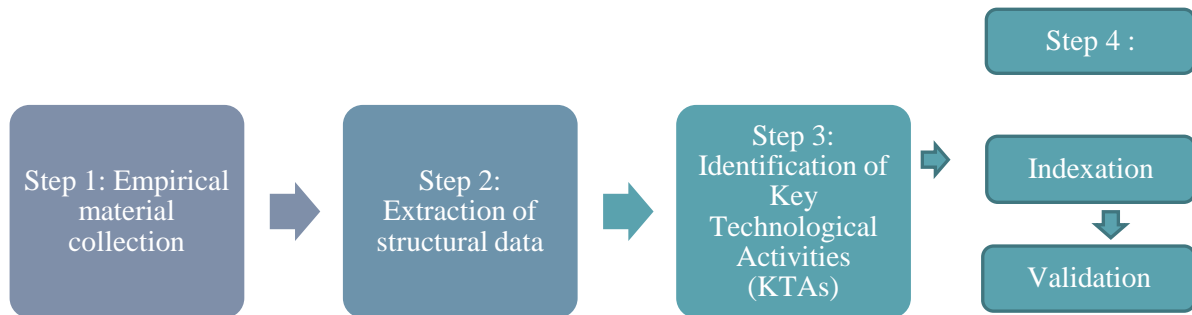 Step 1: Empirical
material
collection
Step 2:
Extraction of
structural data
Step 3:
Identification of
Key
Technological
Activities
(KTAs)
Step 4 :
Indexation
Validation